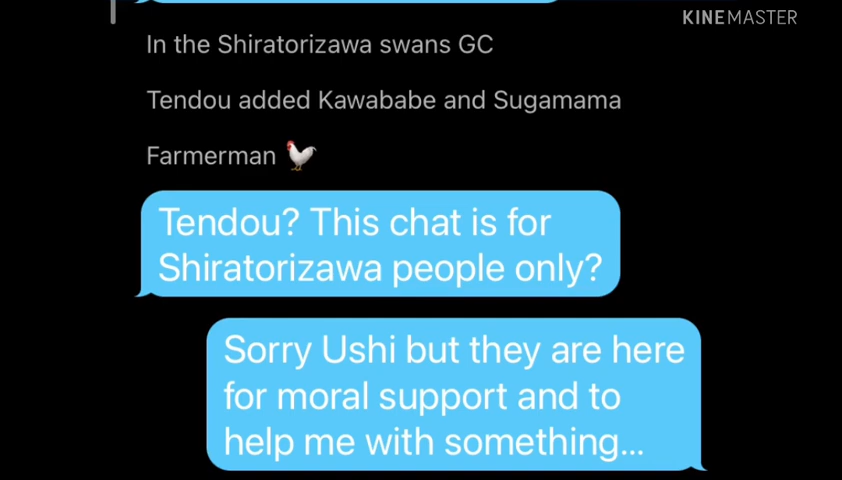 KINEMASTER
In the Shiratorizawa swans GC
Tendou added Kawababe and Sugamama
Farmerman 🐓
Tendou? This chat is for
Shiratorizawa people only?
Sorry Ushi but they are here
for moral support and to
help me with something...